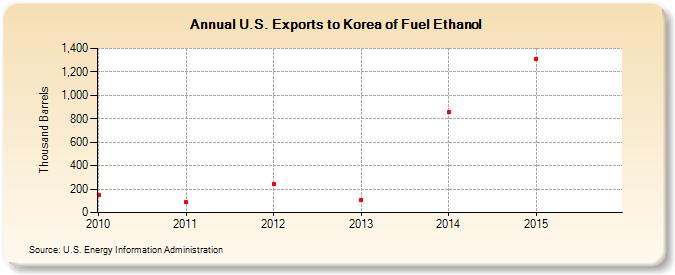 Annual U.S. Exports to Korea of Fuel Ethanol
Thousand Barrels
1,400
1,200
1,000
800
600
400
200
0
2010 2011 2012 2013 2014 2015
Source: U.S. Energy Information Administration